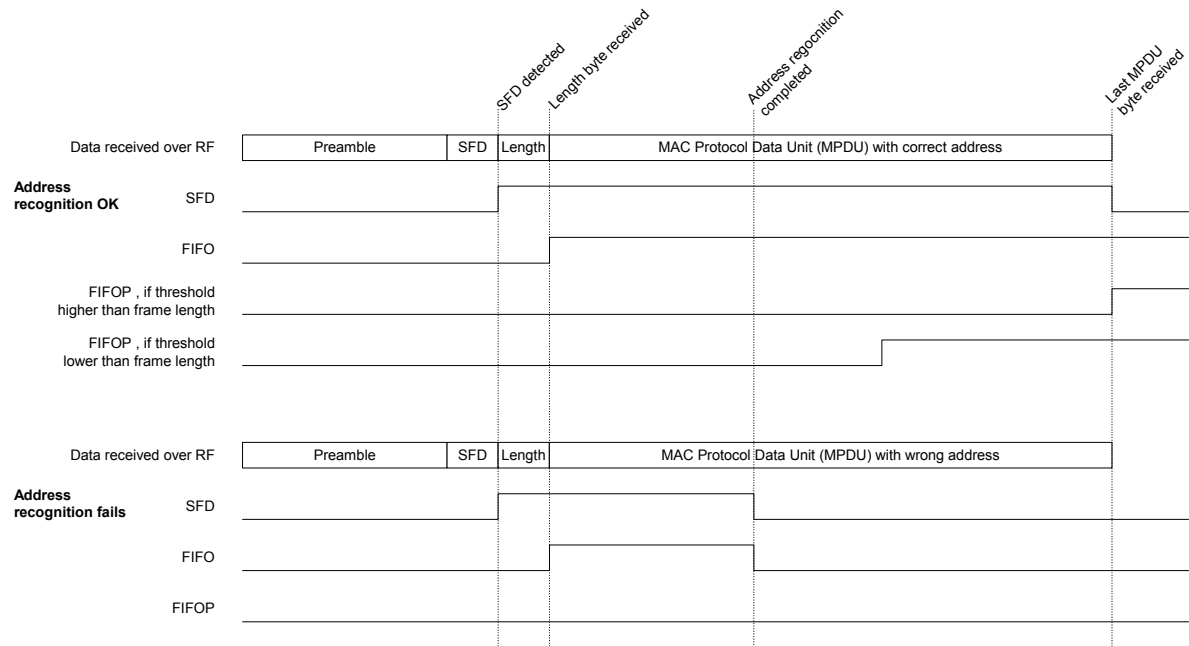 SFD detected
Length byte received
Address regocnition
completed
Last MPDU
byte received
Data received over RF
Preamble
SFD
Length
MAC Protocol Data Unit (MPDU) with correct address
Address
recognition OK
SFD
FIFO
FIFOP , if threshold
higher than frame length
FIFOP , if threshold
lower than frame length
Data received over RF
Preamble
SFD
Length
MAC Protocol Data Unit (MPDU) with wrong address
Address
recognition fails
SFD
FIFO
FIFOP